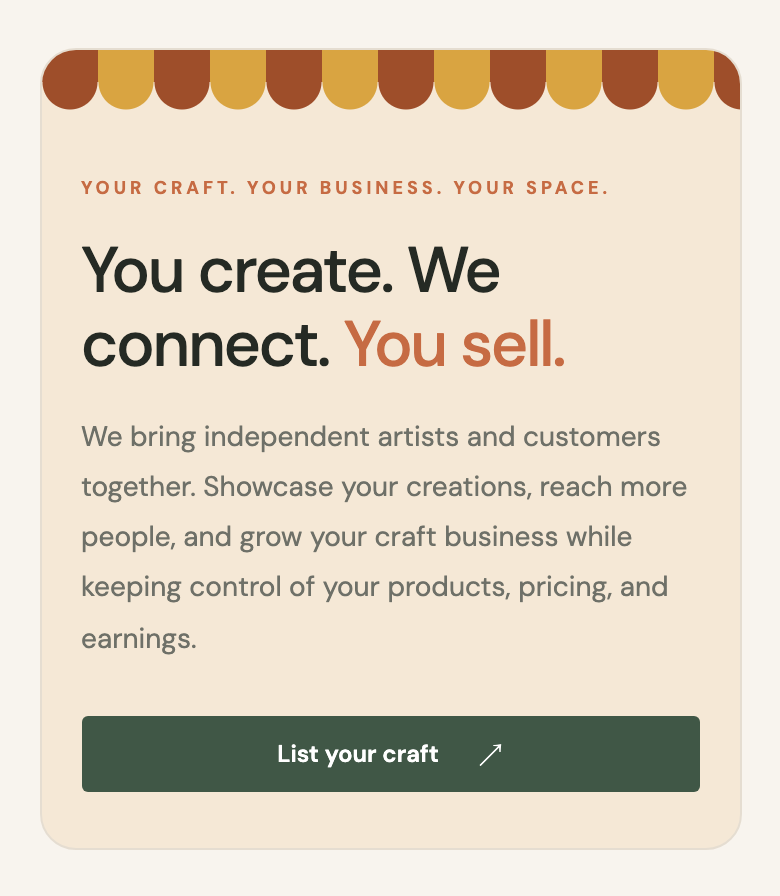 YOUR CRAFT. YOUR BUSINESS. YOUR SPACE.
You create. We
connect. You sell.
We bring independent artists and customers
together. Showcase your creations, reach more
people, and grow your craft business while
keeping control of your products, pricing, and
earnings.
List your craft